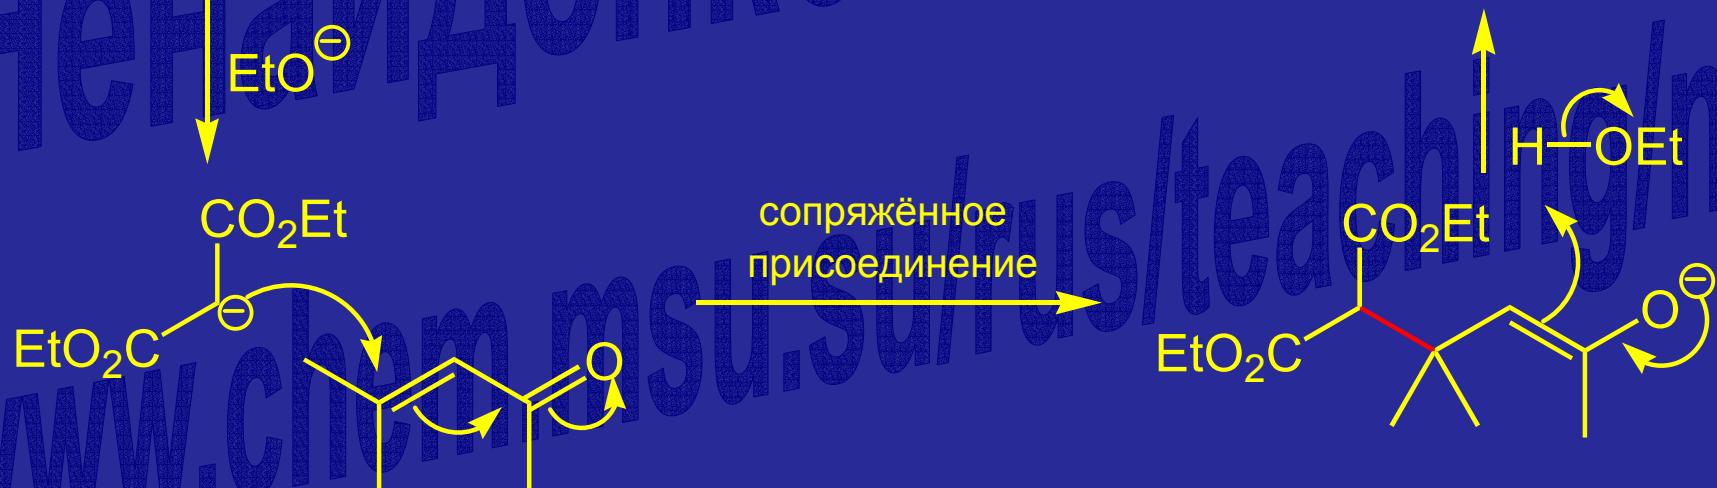 EtO⊖
H—OEt
CO₂Et
EtO₂C
⊖
O
сопряжённое
присоединение
CO₂Et
EtO₂C
O⊖
www.chem.msu.su/rus/teaching/n